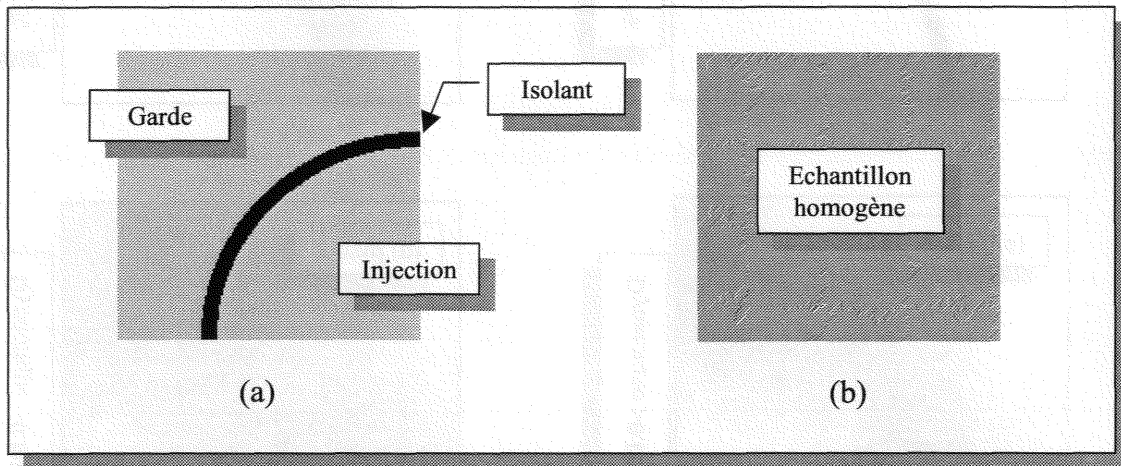 Garde
Isolant
Injection
Echantillon
homogène
(a)
(b)